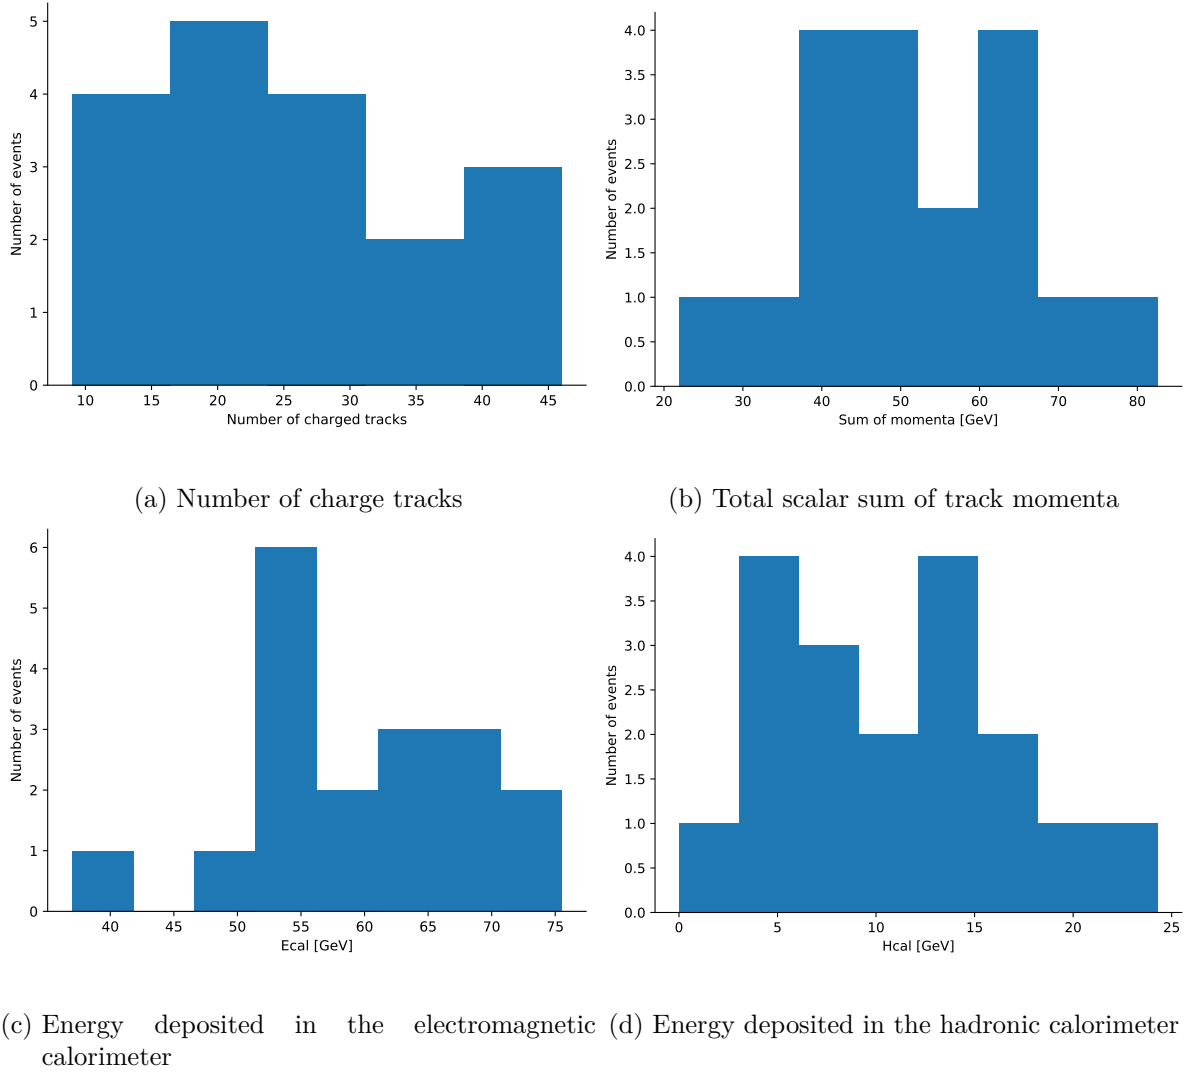 5
4
3
2
1
0
10 15 20 25 30 35 40 45
Number of events
Number of charged tracks
(a) Number of charge tracks
4.0
3.5
3.0
2.5
2.0
1.5
1.0
0.5
0.0
20 30 40 50 60 70 80
Number of events
Sum of momenta [GeV]
(b) Total scalar sum of track momenta
6
5
4
3
2
1
0
40 45 50 55 60 65 70 75
Number of events
Ecal [GeV]
(c) Energy deposited in the electromagnetic
calorimeter
4.0
3.5
3.0
2.5
2.0
1.5
1.0
0.5
0.0
0 5 10 15 20 25
Number of events
Hcal [GeV]
(d) Energy deposited in the hadronic calorimeter